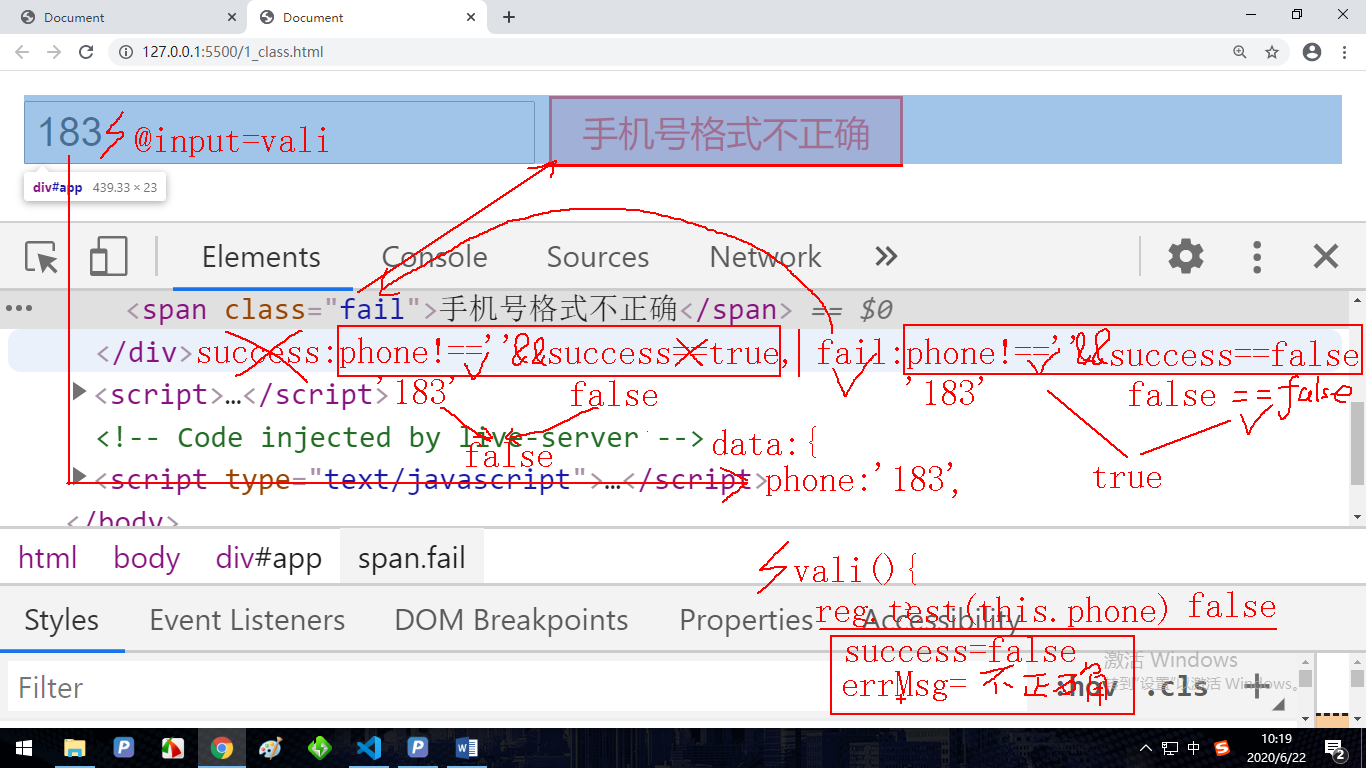 Document
Document
127.0.0.1:5500/1_class.html
183 @input=vali 手机号格式不正确
div#app 439.33 × 23
Elements Console Sources Network »
<span class="fail">手机号格式不正确</span> == $0
</div>success:phone!==''&&success==true, fail:phone!==''&&success==false
<script>…</script>'183' false '183' false ==false
<!-- Code injected by live-server --> data:{
false
<script type="text/javascript">…</script> phone:'183', true
</body>
html body div#app span.fail
vali(){
Styles Event Listeners DOM Breakpoints Properties Accessibility
reg.test(this.phone) false
success=false,
激活 Windows
errMsg= 不正确
转到"设置"以激活 Windows。
Filter :hov .cls +
10:19
中
2020/6/22
2